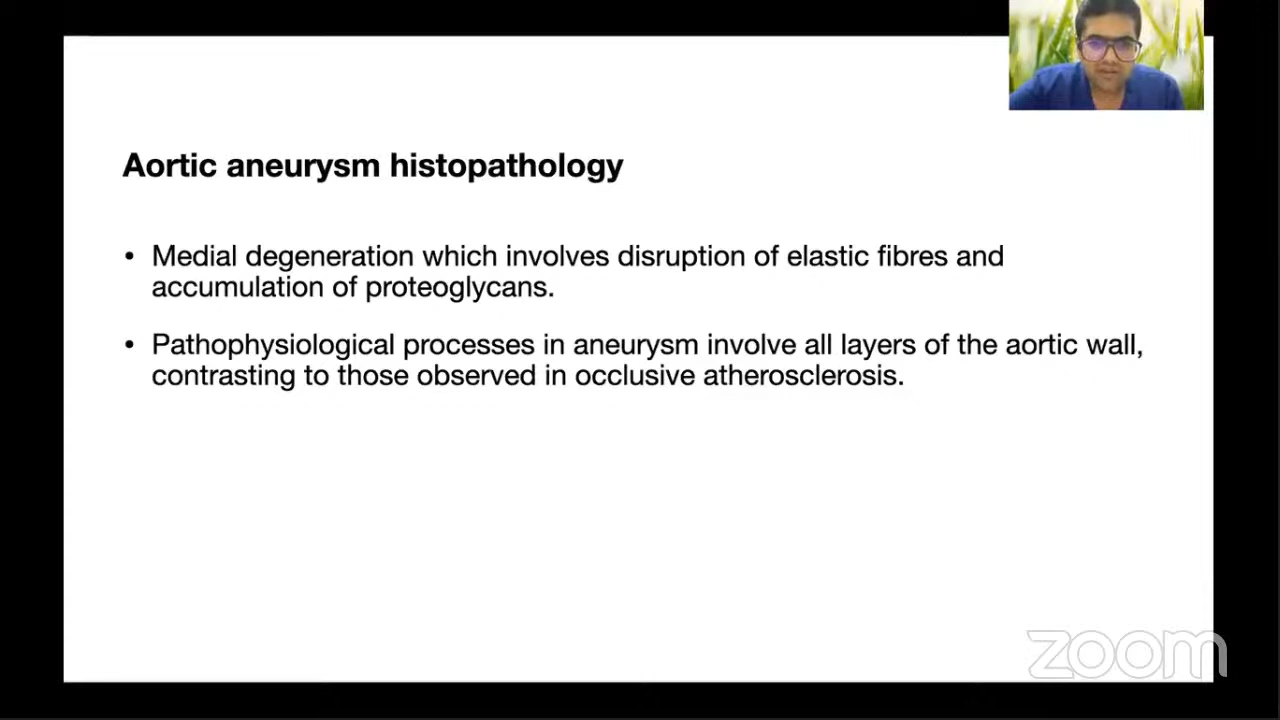 Aortic aneurysm histopathology
• Medial degeneration which involves disruption of elastic fibres and
accumulation of proteoglycans.
• Pathophysiological processes in aneurysm involve all layers of the aortic wall,
contrasting to those observed in occlusive atherosclerosis.
zoom